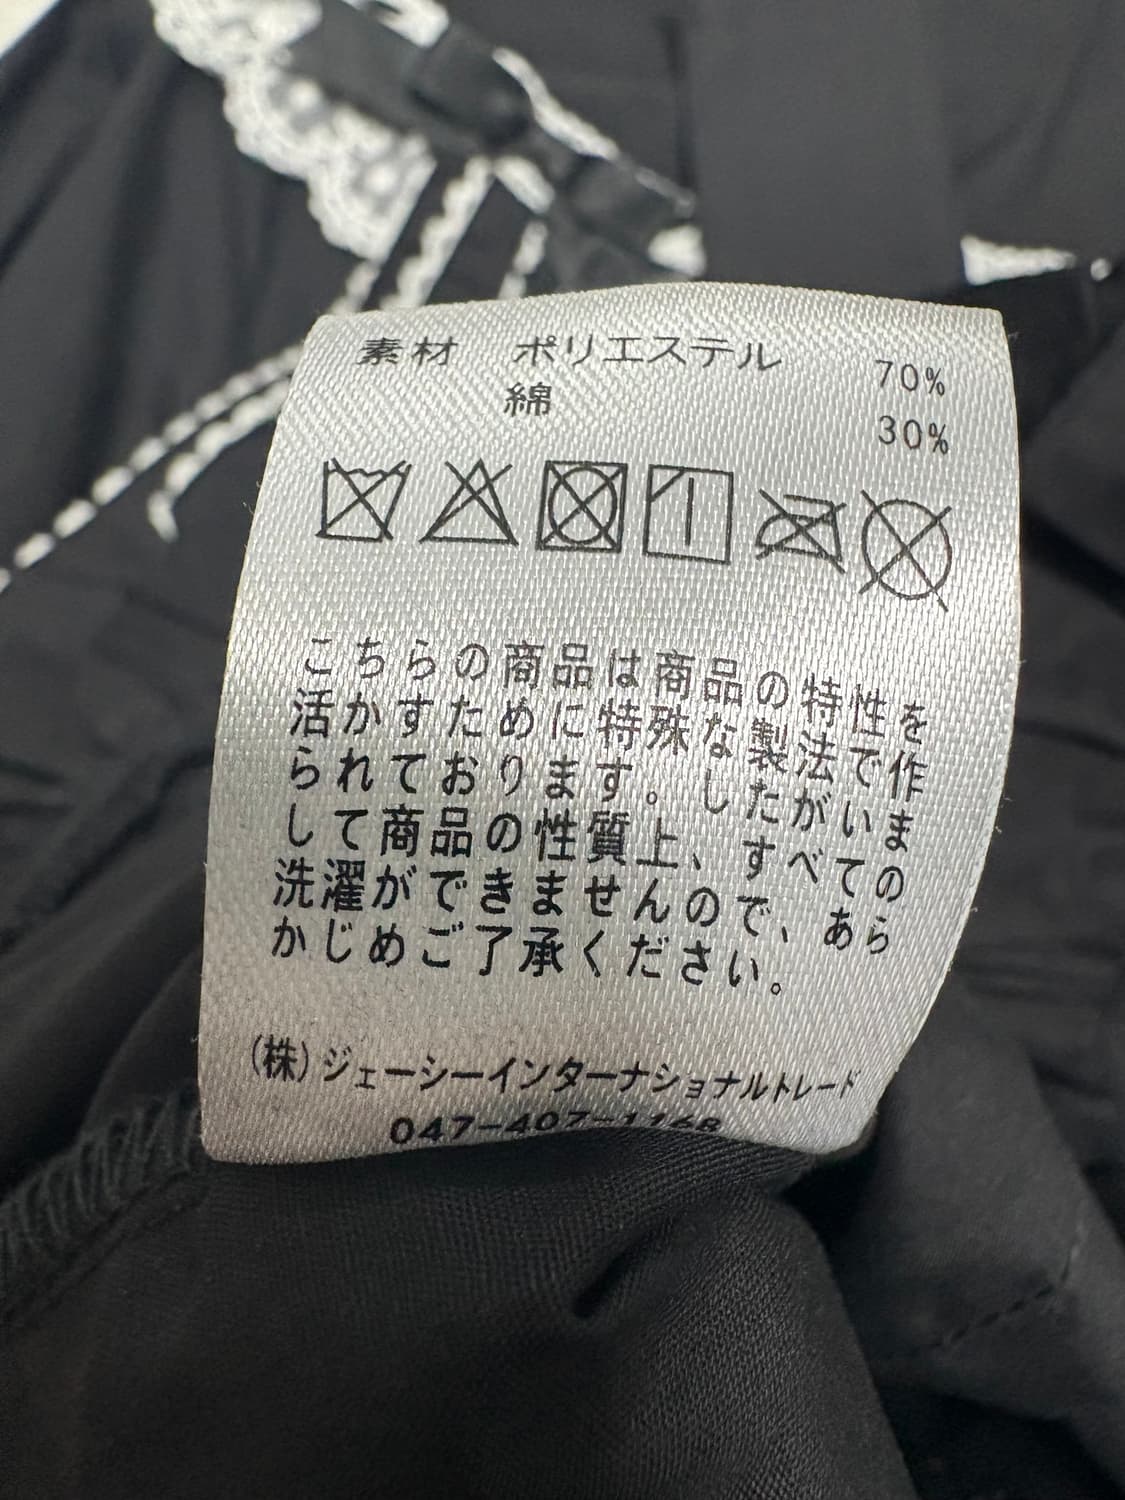 素材 ポリエステル 70%
綿 30%
こちらの商品は商品の特性を
活かすために特殊な製法で作
られております。したがいま
して商品の性質上、すべての
洗濯ができませんので、あら
かじめご了承ください。
(株)ジェーシーインターナショナルトレード
047-407-1168